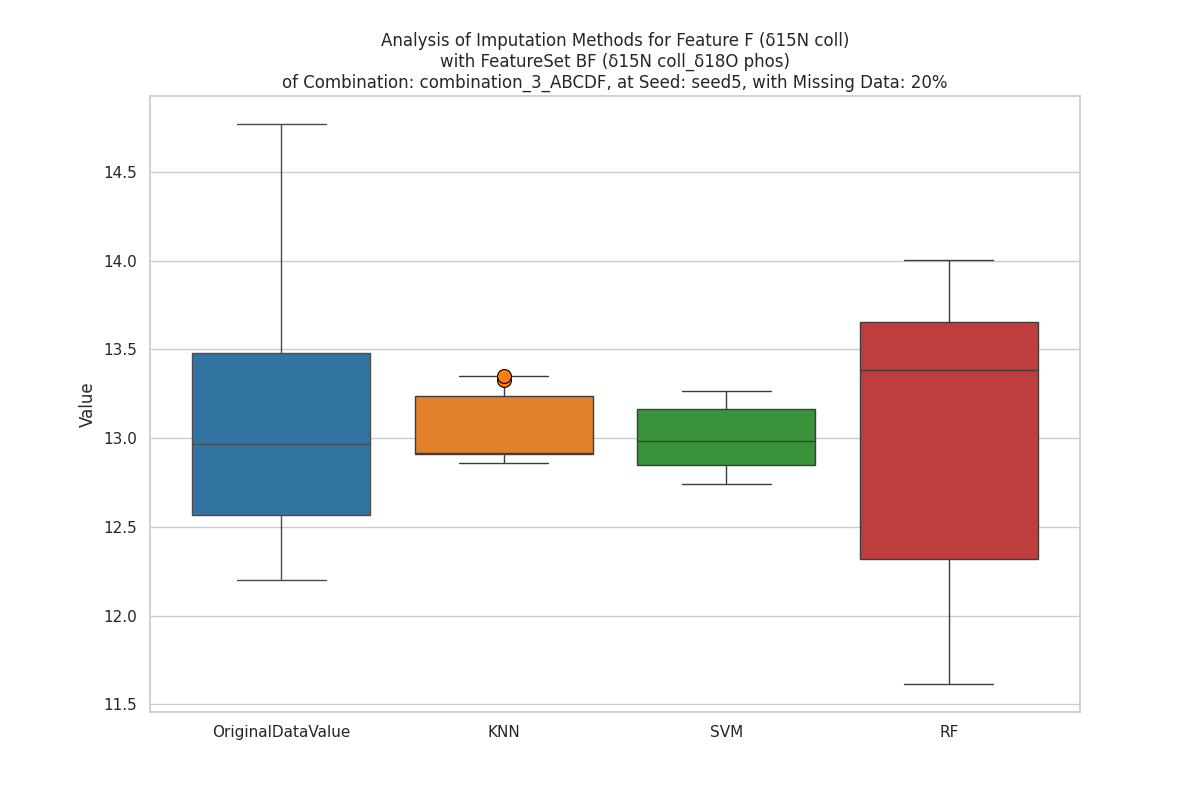 Analysis of Imputation Methods for Feature F (δ15N coll)
with FeatureSet BF (δ15N coll_δ18O phos)
of Combination: combination_3_ABCDF, at Seed: seed5, with Missing Data: 20%
14.5
14.0
13.5
13.0
12.5
12.0
11.5
Value
OriginalDataValue
KNN
SVM
RF